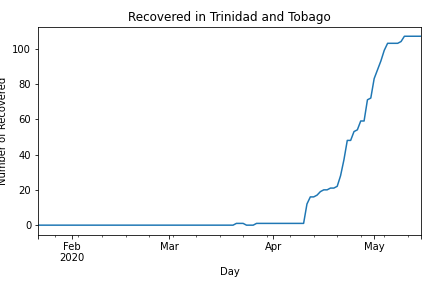 Recovered in Trinidad and Tobago
Number of Recovered
100
80
60
40
20
0
Feb
2020
Mar
Apr
May
Day